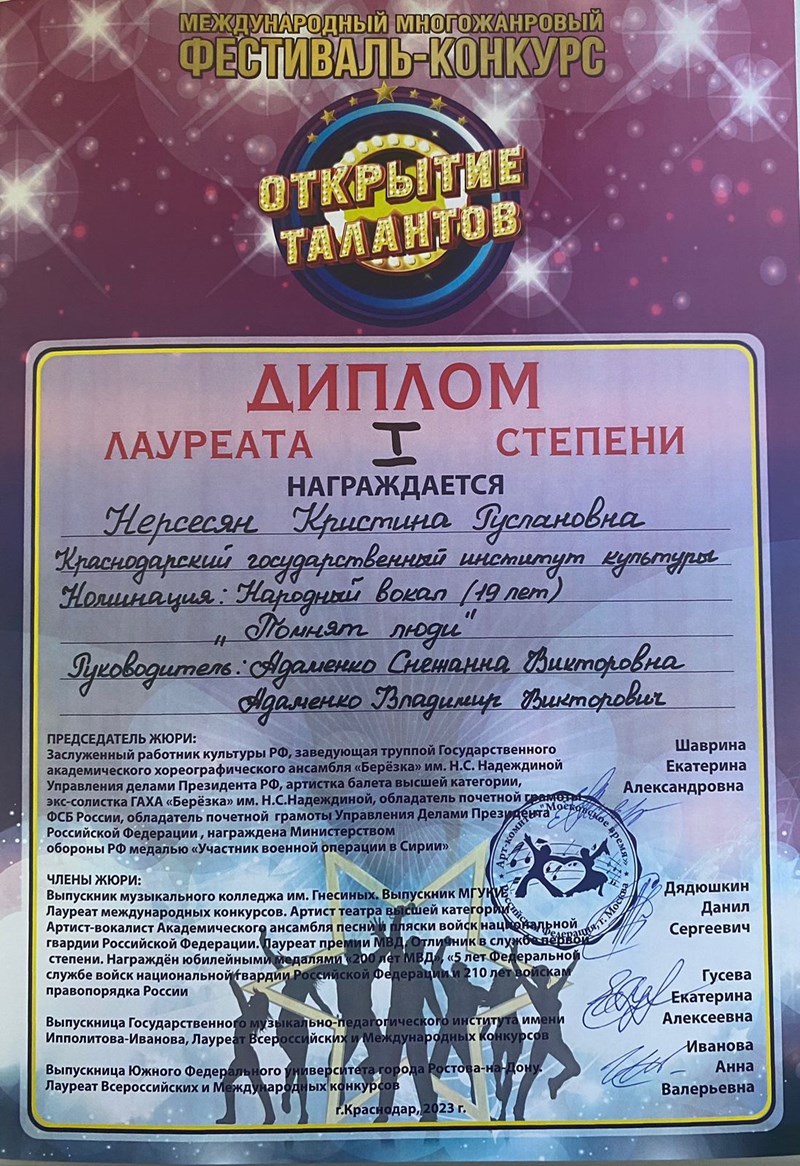 МЕЖДУНАРОДНЫЙ МНОГОЖАНРОВЫЙ
ФЕСТИВАЛЬ-КОНКУРС
ОТКРЫТИЕ
ТАЛАНТОВ
ДИПЛОМ
ЛАУРЕАТА I СТЕПЕНИ
НАГРАЖДАЕТСЯ
Нерсесян Кристина Руслановна
Краснодарский государственный институт культуры
Номинация: Народный вокал (19 лет)
„Помнят люди"
Руководитель: Адаменко Снежанна Викторовна
Адаменко Владимир Викторович
ПРЕДСЕДАТЕЛЬ ЖЮРИ:
Заслуженный работник культуры РФ, заведующая труппой Государственного
академического хореографического ансамбля «Берёзка» им. Н.С. Надеждиной
Управления делами Президента РФ, артистка балета высшей категории,
экс-солистка ГАХА «Берёзка» им. Н.С.Надеждиной, обладатель почетной грамоты
ФСБ России, обладатель почетной грамоты Управления Делами Президента
Российской Федерации , награждена Министерством
обороны РФ медалью «Участник военной операции в Сирии»
Шаврина
Екатерина
Александровна
Арт-комитет "Московское время"
Российская Федерация, г. Москва
ЧЛЕНЫ ЖЮРИ:
Выпускник музыкального колледжа им. Гнесиных. Выпускник МГУКИ
Лауреат международных конкурсов. Артист театра высшей категории
Артист-вокалист Академического ансамбля песни и пляски войск национальной
гвардии Российской Федерации. Лауреат премии МВД. Отличник в службе первой
степени. Награждён юбилейными медалями «200 лет МВД», «5 лет Федеральной
службе войск национальной гвардии Российской Федерации и 210 лет войскам
правопорядка России
Дядюшкин
Данил
Сергеевич
Выпускница Государственного музыкально-педагогического института имени
Ипполитова-Иванова, Лауреат Всероссийских и Международных Конкурсов
Гусева
Екатерина
Алексеевна
Выпускница Южного Федерального университета города Ростова-на-Дону.
Лауреат Всероссийских и Международных конкурсов
Иванова
Анна
Валерьевна
г.Краснодар, 2023 г.